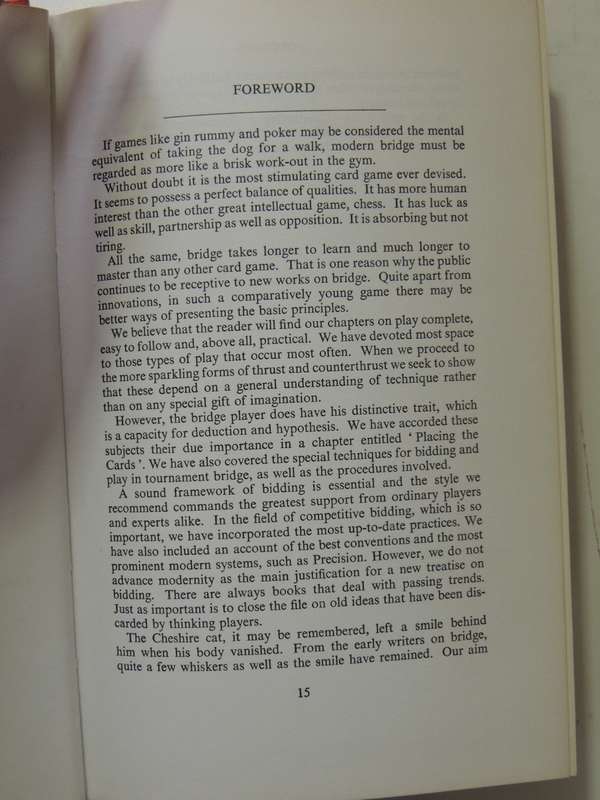 FOREWORD
If games like gin rummy and poker may be considered the mental
equivalent of taking the dog for a walk, modern bridge must be
regarded as more like a brisk work-out in the gym.
Without doubt it is the most stimulating card game ever devised.
It seems to possess a perfect balance of qualities. It has more human
interest than the other great intellectual game, chess. It has luck as
well as skill, partnership as well as opposition. It is absorbing but not
tiring.
All the same, bridge takes longer to learn and much longer to
master than any other card game. That is one reason why the public
continues to be receptive to new works on bridge. Quite apart from
innovations, in such a comparatively young game there may be
better ways of presenting the basic principles.
We believe that the reader will find our chapters on play complete,
easy to follow and, above all, practical. We have devoted most space
to those types of play that occur most often. When we proceed to
the more sparkling forms of thrust and counterthrust we seek to show
that these depend on a general understanding of technique rather
than on any special gift of imagination.
However, the bridge player does have his distinctive trait, which
is a capacity for deduction and hypothesis. We have accorded these
subjects their due importance in a chapter entitled ‘ Placing the
Cards ’. We have also covered the special techniques for bidding and
play in tournament bridge, as well as the procedures involved.
A sound framework of bidding is essential and the style we
recommend commands the greatest support from ordinary players
and experts alike. In the field of competitive bidding, which is so
important, we have incorporated the most up-to-date practices. We
have also included an account of the best conventions and the most
prominent modern systems, such as Precision. However, we do not
advance modernity as the main justification for a new treatise on
bidding. There are always books that deal with passing trends.
Just as important is to close the file on old ideas that have been dis-
carded by thinking players.
The Cheshire cat, it may be remembered, left a smile behind
him when his body vanished. From the early writers on bridge,
quite a few whiskers as well as the smile have remained. Our aim
15